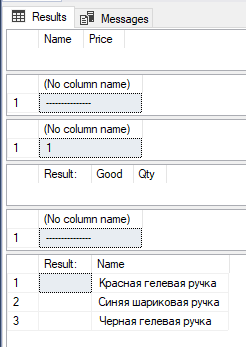 Results Messages
Name Price
(No column name)
1 ---------------
(No column name)
1 1
Result: Good Qty
(No column name)
1 ---------------
Result: Name
1 Красная гелевая ручка
2 Синяя шариковая ручка
3 Черная гелевая ручка